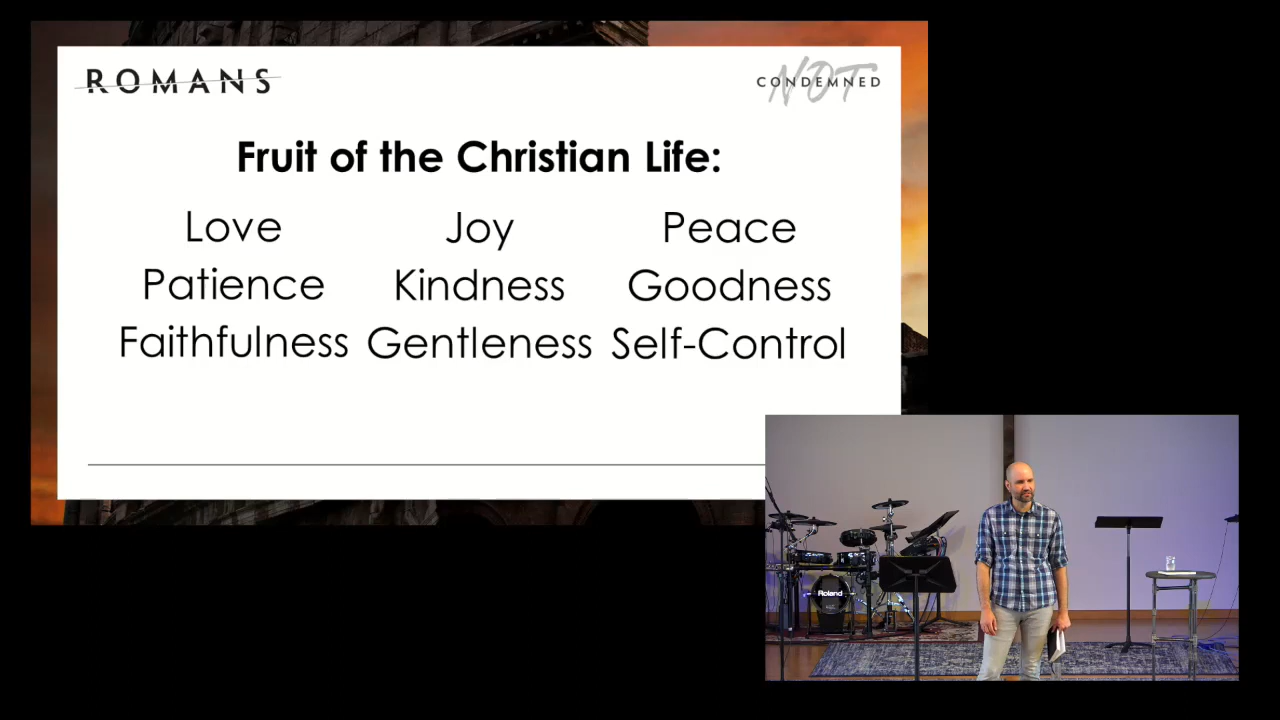 ROMANS
NOT
CONDEMNED
Fruit of the Christian Life:
Love Joy Peace
Patience Kindness Goodness
Faithfulness Gentleness Self-Control
Roland